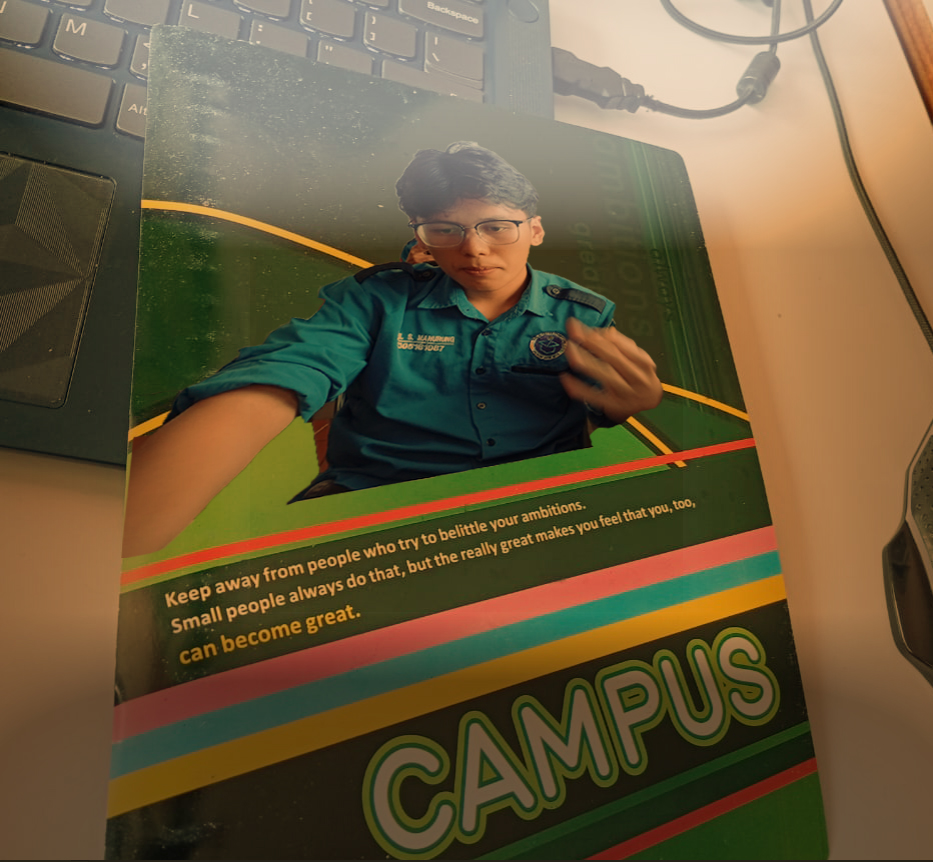 Backspace
M
L
Alt
K. S. MANURUNG
Keep away from people who try to belittle your ambitions.
Small people always do that, but the really great makes you feel that you, too,
can become great.
CAMPUS